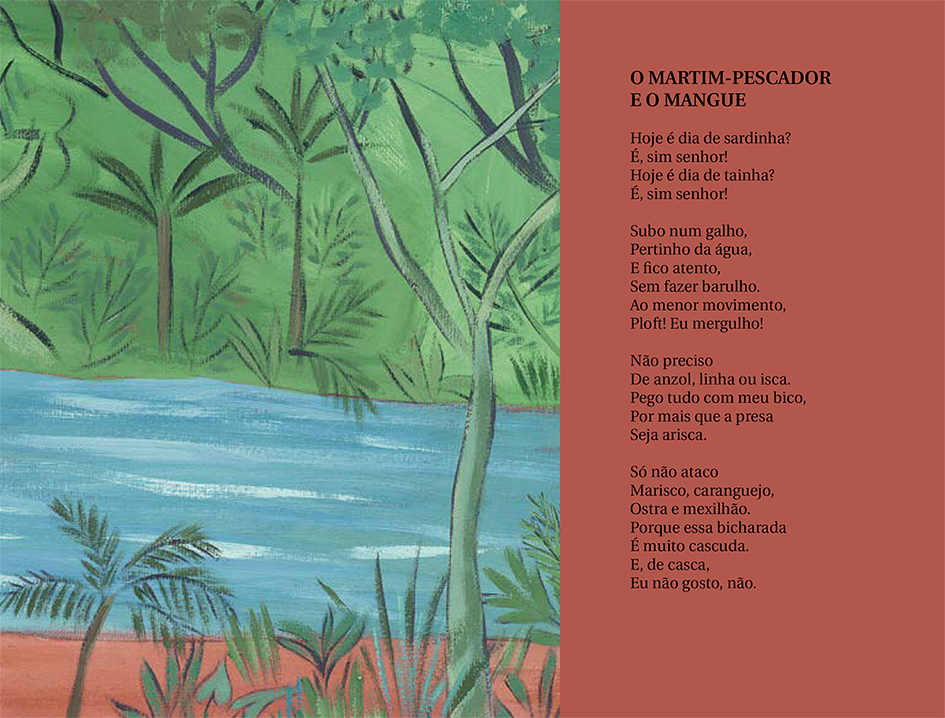 O MARTIM-PESCADOR
E O MANGUE
Hoje é dia de sardinha?
É, sim senhor!
Hoje é dia de tainha?
É, sim senhor!
Subo num galho,
Pertinho da água,
E fico atento,
Sem fazer barulho.
Ao menor movimento,
Ploft! Eu mergulho!
Não preciso
De anzol, linha ou isca.
Pego tudo com meu bico,
Por mais que a presa
Seja arisca.
Só não ataco
Marisco, caranguejo,
Ostra e mexilhão.
Porque essa bicharada
É muito cascuda.
E, de casca,
Eu não gosto, não.